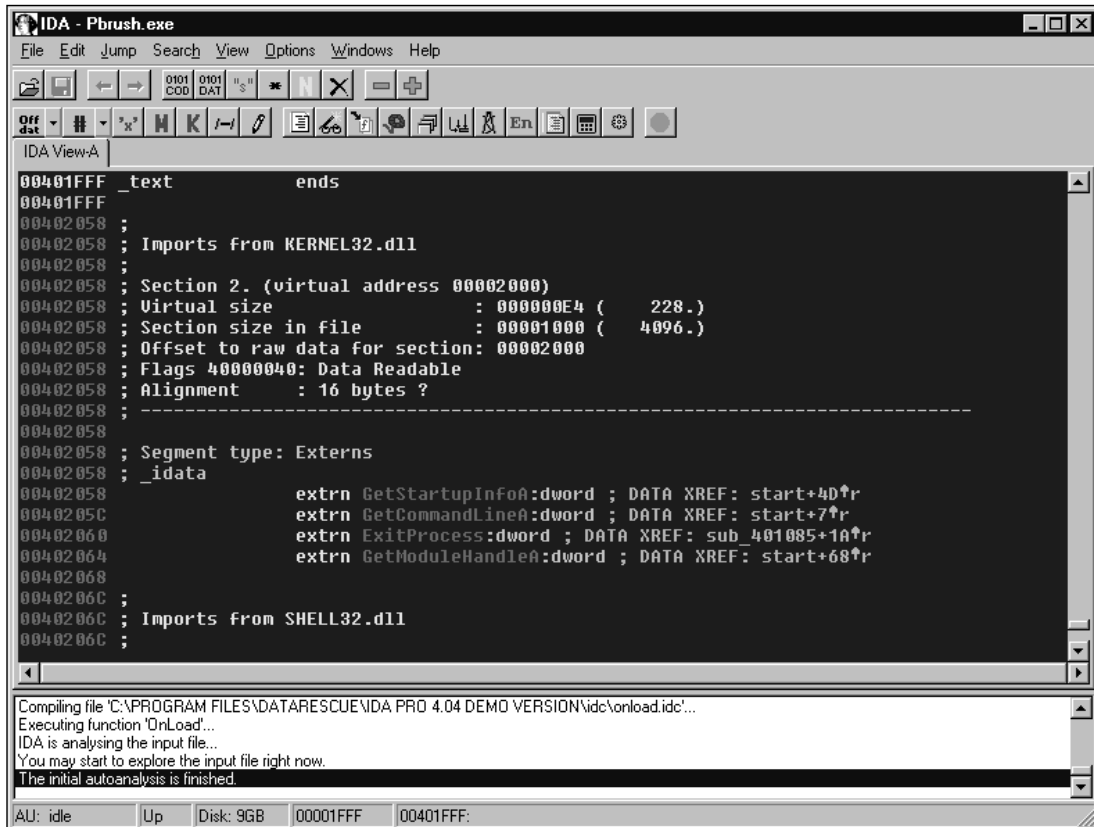 IDA - Pbrush.exe
File Edit Jump Search View Options Windows Help
0101 COD 0101 DAT "s" * N X
Off dat # 'x' M K En
IDA View-A
00401FFF _text ends
00401FFF
00402058 ;
00402058 ; Imports from KERNEL32.dll
00402058 ;
00402058 ; Section 2. (virtual address 00002000)
00402058 ; Virtual size : 000000E4 ( 228.)
00402058 ; Section size in file : 00001000 ( 4096.)
00402058 ; Offset to raw data for section: 00002000
00402058 ; Flags 40000040: Data Readable
00402058 ; Alignment : 16 bytes ?
00402058 ; ---------------------------------------------------------------------------
00402058
00402058 ; Segment type: Externs
00402058 ; _idata
00402058 extrn GetStartupInfoA:dword ; DATA XREF: start+4D↑r
0040205C extrn GetCommandLineA:dword ; DATA XREF: start+7↑r
00402060 extrn ExitProcess:dword ; DATA XREF: sub_401085+1A↑r
00402064 extrn GetModuleHandleA:dword ; DATA XREF: start+68↑r
00402068
0040206C ;
0040206C ; Imports from SHELL32.dll
0040206C ;
Compiling file 'C:\PROGRAM FILES\DATARESCUE\IDA PRO 4.04 DEMO VERSION\idc\onload.idc'...
Executing function 'OnLoad'...
IDA is analysing the input file...
You may start to explore the input file right now.
The initial autoanalysis is finished.
AU: idle Up Disk: 9GB 00001FFF 00401FFF: